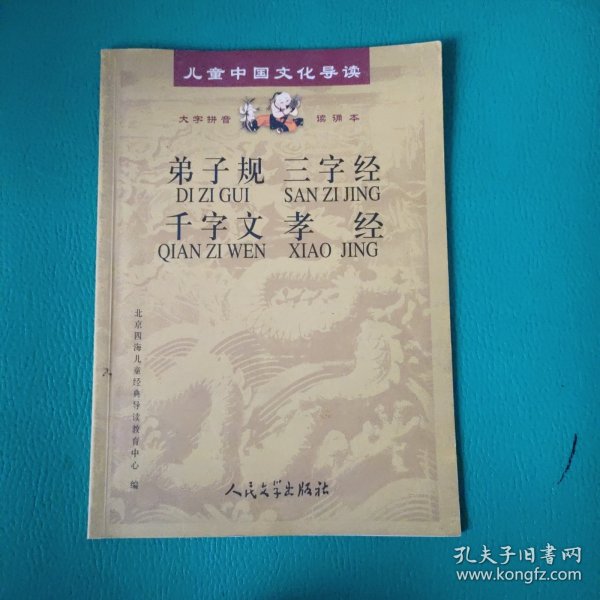 儿童中国文化导读
大字拼音 读诵本
弟子规 三字经
DI ZI GUI SAN ZI JING
千字文 孝 经
QIAN ZI WEN XIAO JING
北京四海儿童经典导读教育中心 编
人民文学出版社
孔夫子旧书网
www.kongfz.com